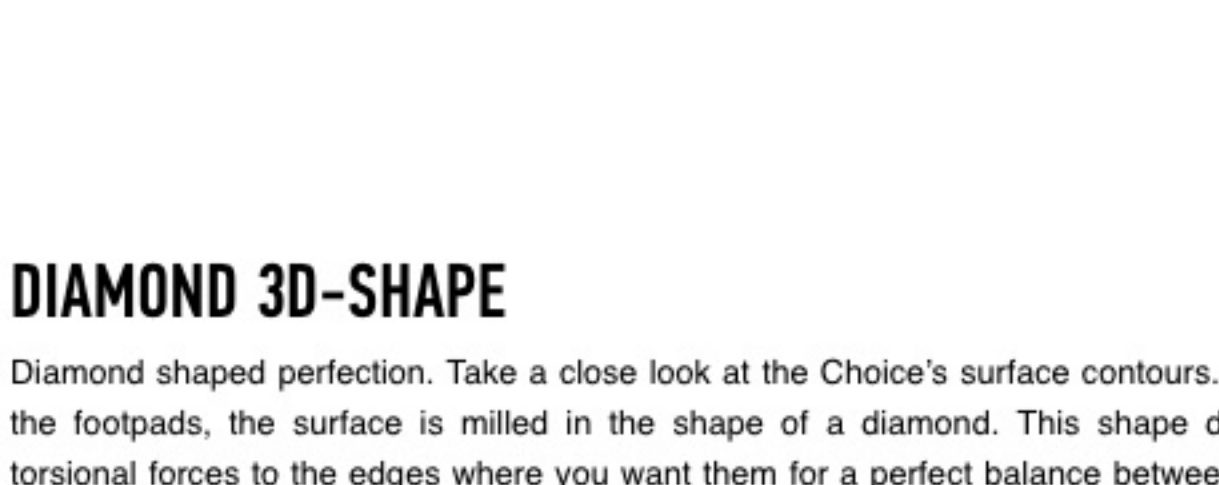 DIAMOND 3D-SHAPE
Diamond shaped perfection. Take a close look at the Choice’s surface contours.
the footpads, the surface is milled in the shape of a diamond. This shape
torsional forces to the edges where you want them for a perfect balance